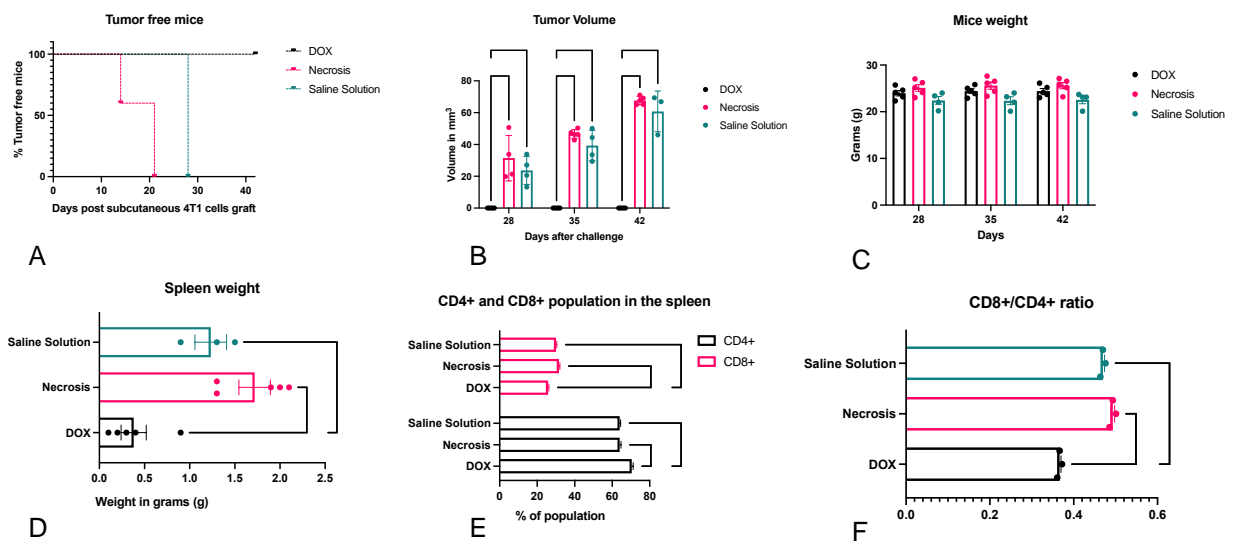 Tumor free mice
% Tumor free mice
100
50
0
0
10
20
30
40
Days post subcutaneous 4T1 cells graft
DOX
Necrosis
Saline Solution
A
Tumor Volume
Volume in mm³
100
80
60
40
20
0
28
35
42
Days after challenge
DOX
Necrosis
Saline Solution
B
Mice weight
Grams (g)
30
20
10
0
28
35
42
Days
DOX
Necrosis
Saline Solution
C
Spleen weight
Saline Solution
Necrosis
DOX
0.0
0.5
1.0
1.5
2.0
2.5
Weight in grams (g)
D
CD4+ and CD8+ population in the spleen
Saline Solution
Necrosis
DOX
Saline Solution
Necrosis
DOX
0
20
40
60
80
% of population
CD4+
CD8+
E
CD8+/CD4+ ratio
Saline Solution
Necrosis
DOX
0.0
0.2
0.4
0.6
F